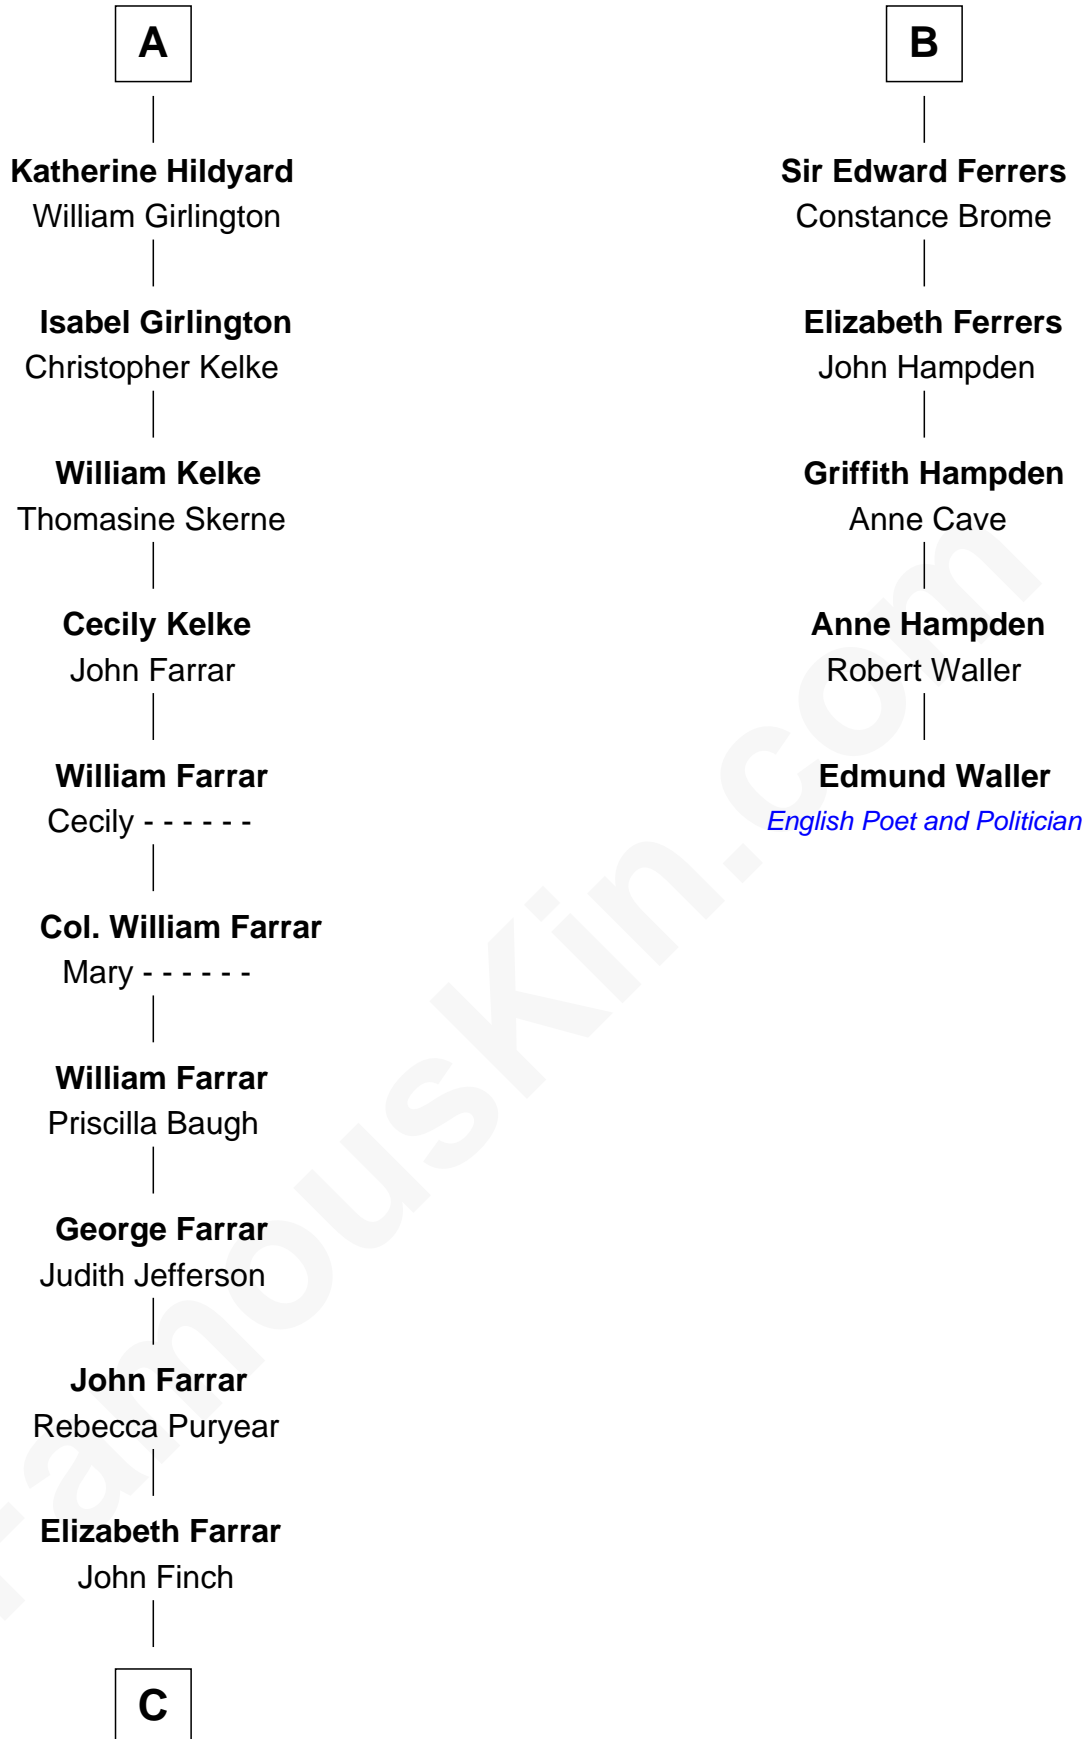 A
Katherine Hildyard
William Girlington
Isabel Girlington
Christopher Kelke
William Kelke
Thomasine Skerne
Cecily Kelke
John Farrar
William Farrar
Cecily - - - - - -
Col. William Farrar
Mary - - - - - -
William Farrar
Priscilla Baugh
George Farrar
Judith Jefferson
John Farrar
Rebecca Puryear
Elizabeth Farrar
John Finch
C
B
Sir Edward Ferrers
Constance Brome
Elizabeth Ferrers
John Hampden
Griffith Hampden
Anne Cave
Anne Hampden
Robert Waller
Edmund Waller
English Poet and Politician
FamousKin.com